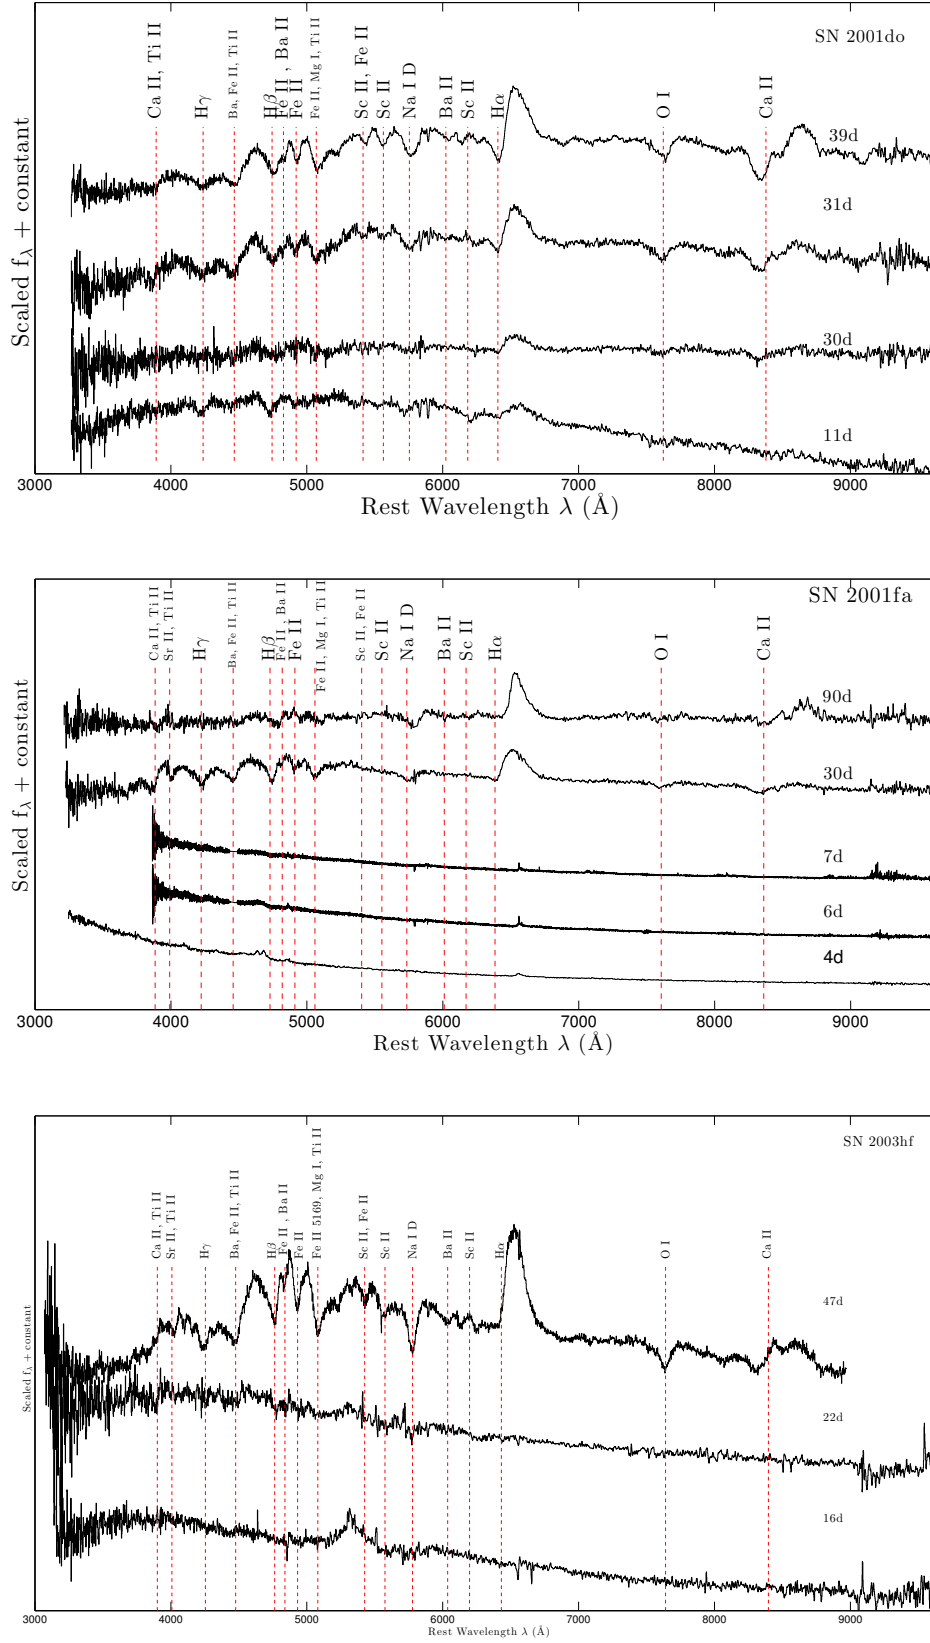 SN 2001do
Ca II, Ti II
Hγ
Ba, Fe II, Ti II
Hβ
Fe II , Ba II
Fe II
Fe II, Mg I, Ti II
Sc II, Fe II
Sc II
Na I D
Ba II
Sc II
Hα
O I
Ca II
39d
31d
30d
11d
Scaled f_λ + constant
3000 4000 5000 6000 7000 8000 9000
Rest Wavelength λ (Å)
SN 2001fa
Ca II, Ti II
Sr II, Ti II
Hγ
Ba, Fe II, Ti II
Hβ
Fe II , Ba II
Fe II
Fe II, Mg I, Ti II
Sc II, Fe II
Sc II
Na I D
Ba II
Sc II
Hα
O I
Ca II
90d
30d
7d
6d
4d
Scaled f_λ + constant
3000 4000 5000 6000 7000 8000 9000
Rest Wavelength λ (Å)
SN 2003hf
Ca II, Ti II
Sr II, Ti II
Hγ
Ba, Fe II, Ti II
Hβ
Fe II , Ba II
Fe II
Fe II 5169, Mg I, Ti II
Sc II, Fe II
Sc II
Na I D
Ba II
Sc II
Hα
O I
Ca II
47d
22d
16d
Scaled f_λ + constant
3000 4000 5000 6000 7000 8000 9000
Rest Wavelength λ (Å)